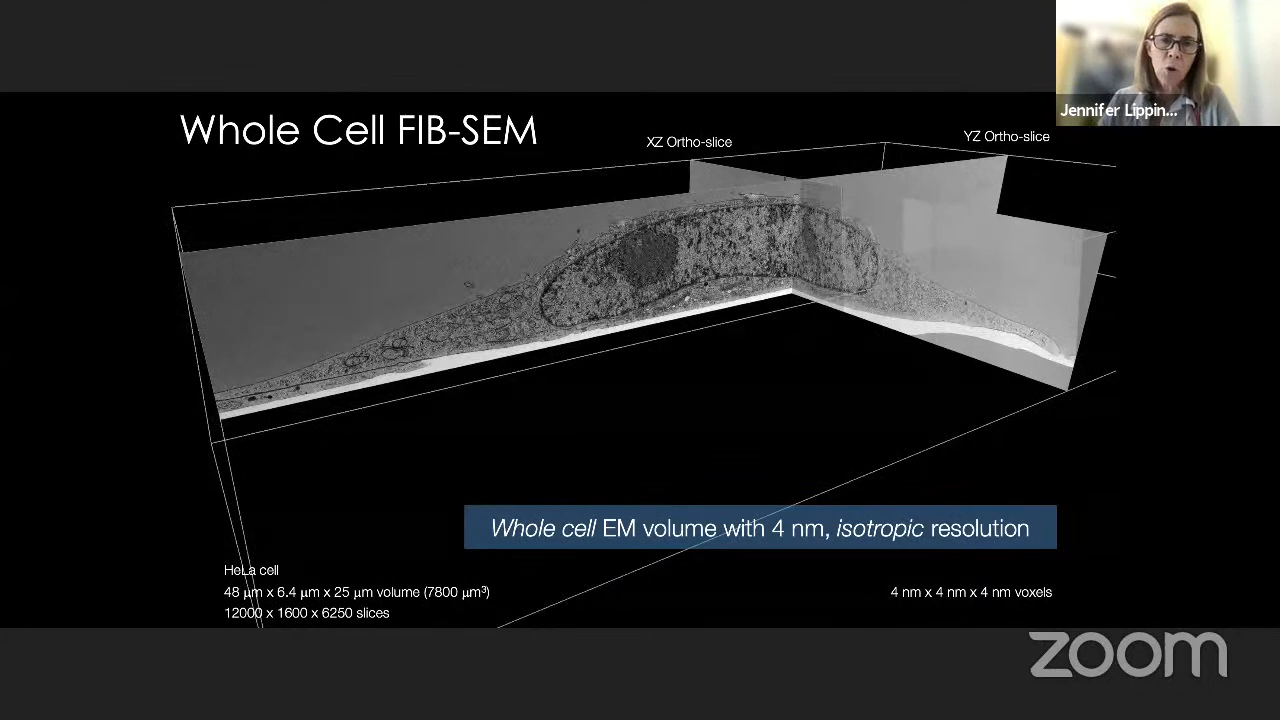 Jennifer Lippin...
Whole Cell FIB-SEM
XZ Ortho-slice
YZ Ortho-slice
Whole cell EM volume with 4 nm, isotropic resolution
HeLa cell
48 μm x 6.4 μm x 25 μm volume (7800 μm³)
4 nm x 4 nm x 4 nm voxels
12000 x 1600 x 6250 slices
zoom